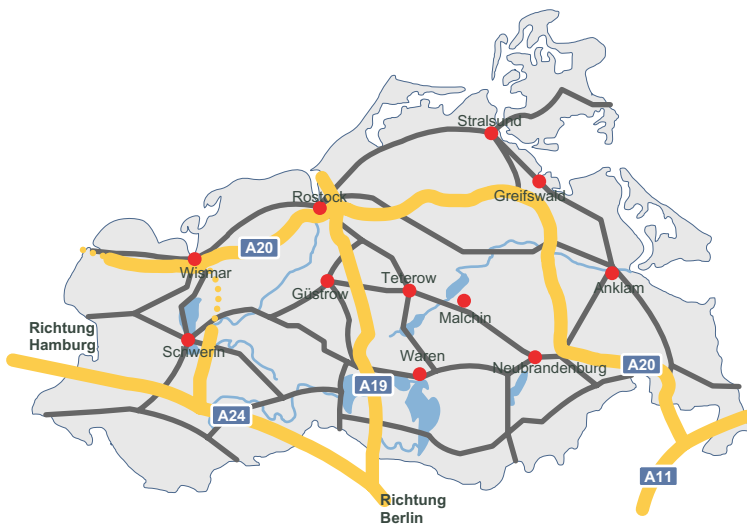 Stralsund
Rostock
Greifswald
A20
Wismar
Teterow
Güstrow
Anklam
Malchin
Richtung
Hamburg
Schwerin
Waren
Neubrandenburg
A20
A19
A24
A11
Richtung
Berlin